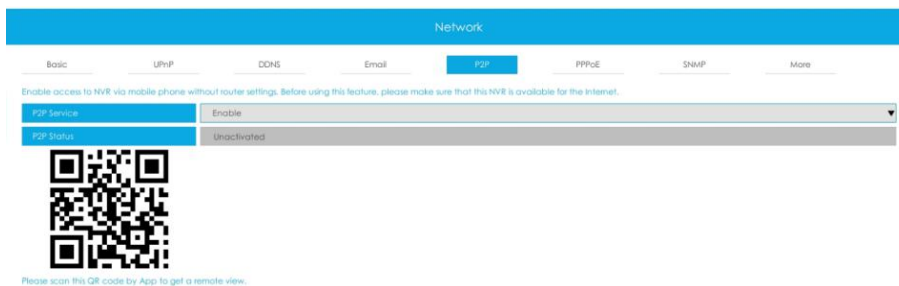 Network
Basic UPnP DDNS Email P2P PPPoE SNMP More
Enable access to NVR via mobile phone without router settings. Before using this feature, please make sure that this NVR is available for the Internet.
P2P Service Enable
P2P Status Unactivated
Please scan this QR code by App to get a remote view.